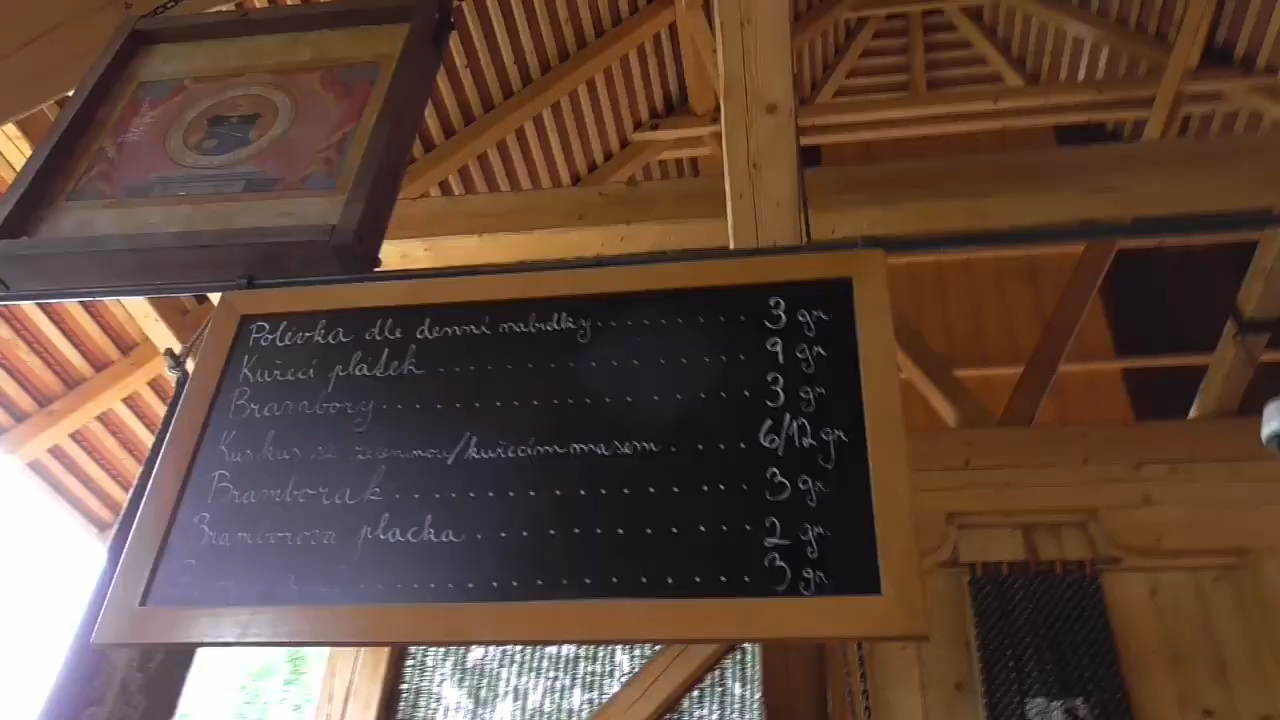 Polévka dle denní nabídky......... 3 gr
Kuřecí plátek .............. 9 gr
Brambory................. 3 gr
Kuskus se zeleninou/kuřecím masem .... 6/12 gr
Bramborák................ 3 gr
Bramborová placka ............ 2 gr
.................. 3 gr